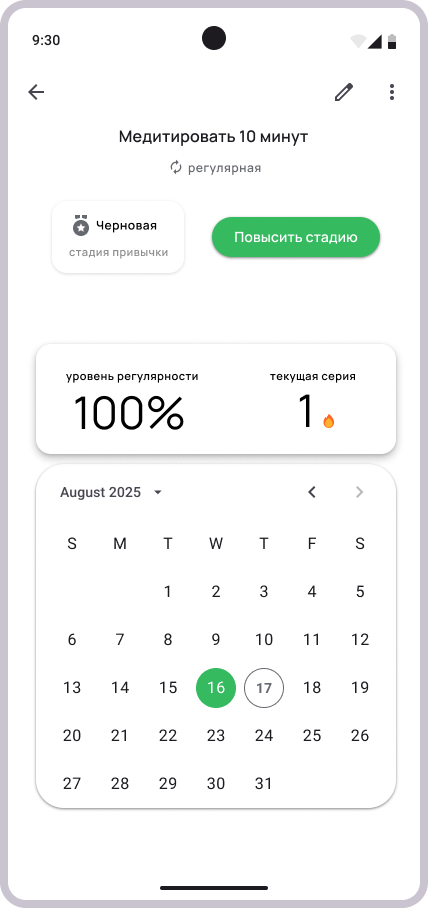 9:30
Медитировать 10 минут
регулярная
Черновая
стадия привычки
Повысить стадию
уровень регулярности
100%
текущая серия
1
August 2025
S M T W T F S
1 2 3 4 5
6 7 8 9 10 11 12
13 14 15 16 17 18 19
20 21 22 23 24 25 26
27 28 29 30 31